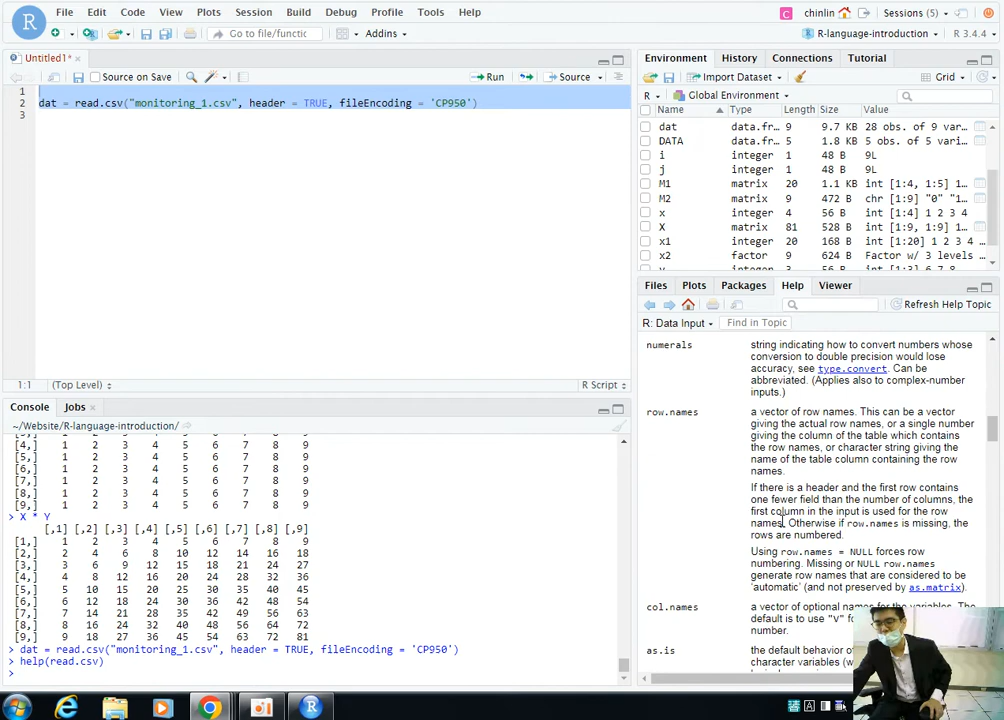 File Edit Code View Plots Session Build Debug Profile Tools Help
C chinlin Sessions (5)
R Go to file/functic Addins R-language-introduction R 3.4.4
Untitled1* ×
Source on Save Run Source
1
2 dat = read.csv("monitoring_1.csv", header = TRUE, fileEncoding = 'CP950')
3
1:1 (Top Level) R Script
Console Jobs ×
~/Website/R-language-introduction/
[4,] 1 2 3 4 5 6 7 8 9
[5,] 1 2 3 4 5 6 7 8 9
[6,] 1 2 3 4 5 6 7 8 9
[7,] 1 2 3 4 5 6 7 8 9
[8,] 1 2 3 4 5 6 7 8 9
[9,] 1 2 3 4 5 6 7 8 9
> X * Y
[,1] [,2] [,3] [,4] [,5] [,6] [,7] [,8] [,9]
[1,] 1 2 3 4 5 6 7 8 9
[2,] 2 4 6 8 10 12 14 16 18
[3,] 3 6 9 12 15 18 21 24 27
[4,] 4 8 12 16 20 24 28 32 36
[5,] 5 10 15 20 25 30 35 40 45
[6,] 6 12 18 24 30 36 42 48 54
[7,] 7 14 21 28 35 42 49 56 63
[8,] 8 16 24 32 40 48 56 64 72
[9,] 9 18 27 36 45 54 63 72 81
> dat = read.csv("monitoring_1.csv", header = TRUE, fileEncoding = 'CP950')
> help(read.csv)
>
Environment History Connections Tutorial
Import Dataset Grid
R Global Environment
Name Type Length Size Value
dat data.fr… 9 9.7 KB 28 obs. of 9 var…
DATA data.fr… 5 1.8 KB 5 obs. of 5 vari…
i integer 1 48 B 9L
j integer 1 48 B 9L
M1 matrix 20 1.1 KB int [1:4, 1:5] 1…
M2 matrix 9 472 B chr [1:9] "0" "1…
x integer 4 56 B int [1:4] 1 2 3 4
X matrix 81 528 B int [1:9, 1:9] 1…
x1 integer 20 168 B int [1:20] 1 2 3 4 …
x2 factor 9 624 B Factor w/ 3 levels …
Files Plots Packages Help Viewer
Refresh Help Topic
R: Data Input Find in Topic
numerals string indicating how to convert numbers whose
conversion to double precision would lose
accuracy, see type.convert. Can be
abbreviated. (Applies also to complex-number
inputs.)
row.names a vector of row names. This can be a vector
giving the actual row names, or a single number
giving the column of the table which contains
the row names, or character string giving the
name of the table column containing the row
names.
If there is a header and the first row contains
one fewer field than the number of columns, the
first column in the input is used for the row
names. Otherwise if row.names is missing, the
rows are numbered.
Using row.names = NULL forces row
numbering. Missing or NULL row.names
generate row names that are considered to be
‘automatic’ (and not preserved by as.matrix).
col.names a vector of optional names for the variables. The
default is to use "V" fo
number.
as.is the default behavior of
character variables (w